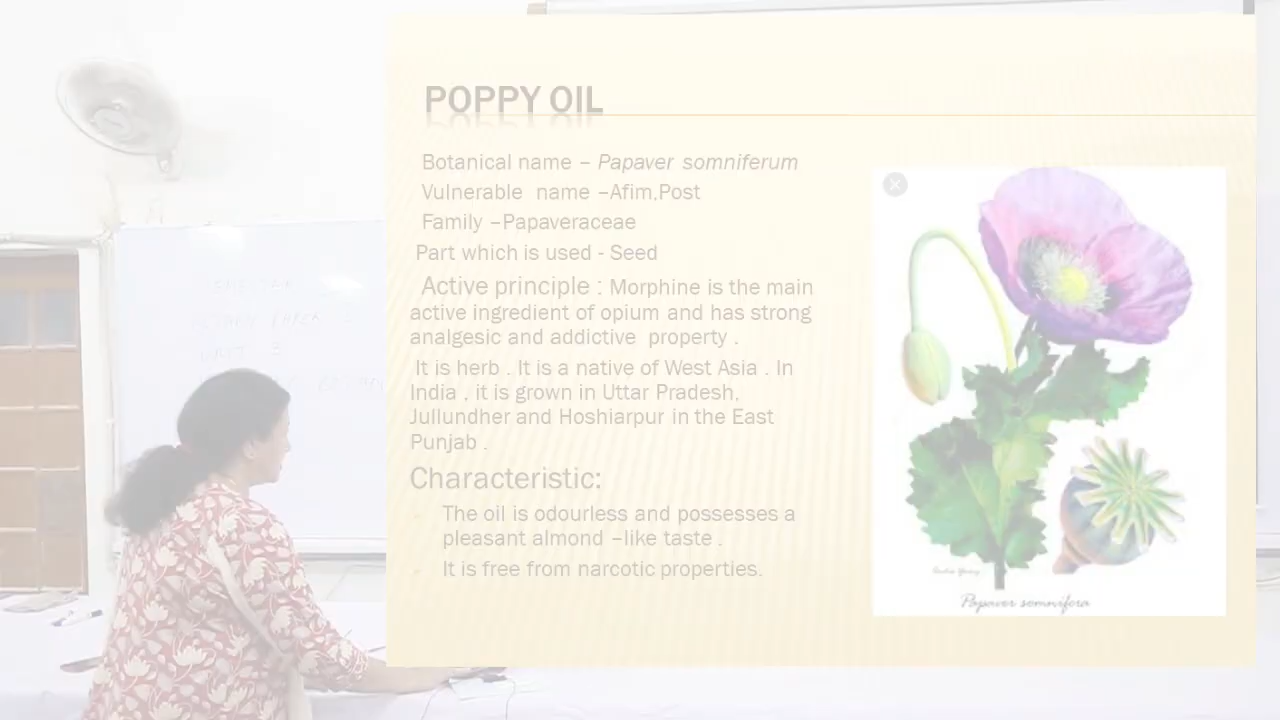 POPPY OIL
Botanical name – Papaver somniferum
Vulnerable name –Afim,Post
Family –Papaveraceae
Part which is used - Seed
Active principle : Morphine is the main
active ingredient of opium and has strong
analgesic and addictive property .
It is herb . It is a native of West Asia . In
India , it is grown in Uttar Pradesh,
Jullundher and Hoshiarpur in the East
Punjab .
Characteristic:
The oil is odourless and possesses a
pleasant almond –like taste .
It is free from narcotic properties.
Papaver somnifera